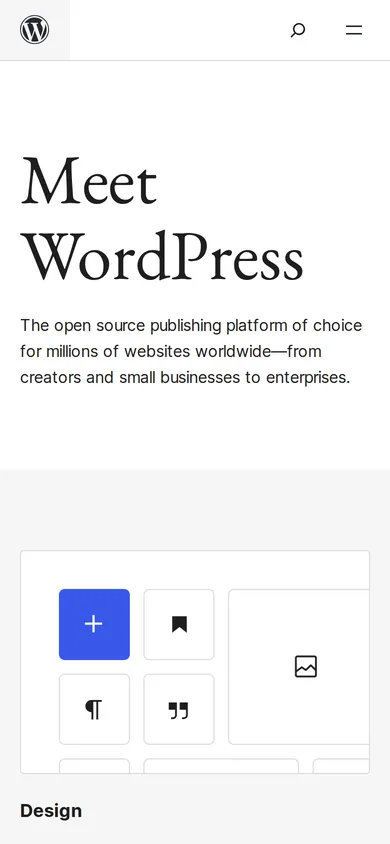 Meet
WordPress
The open source publishing platform of choice
for millions of websites worldwide—from
creators and small businesses to enterprises.
Design